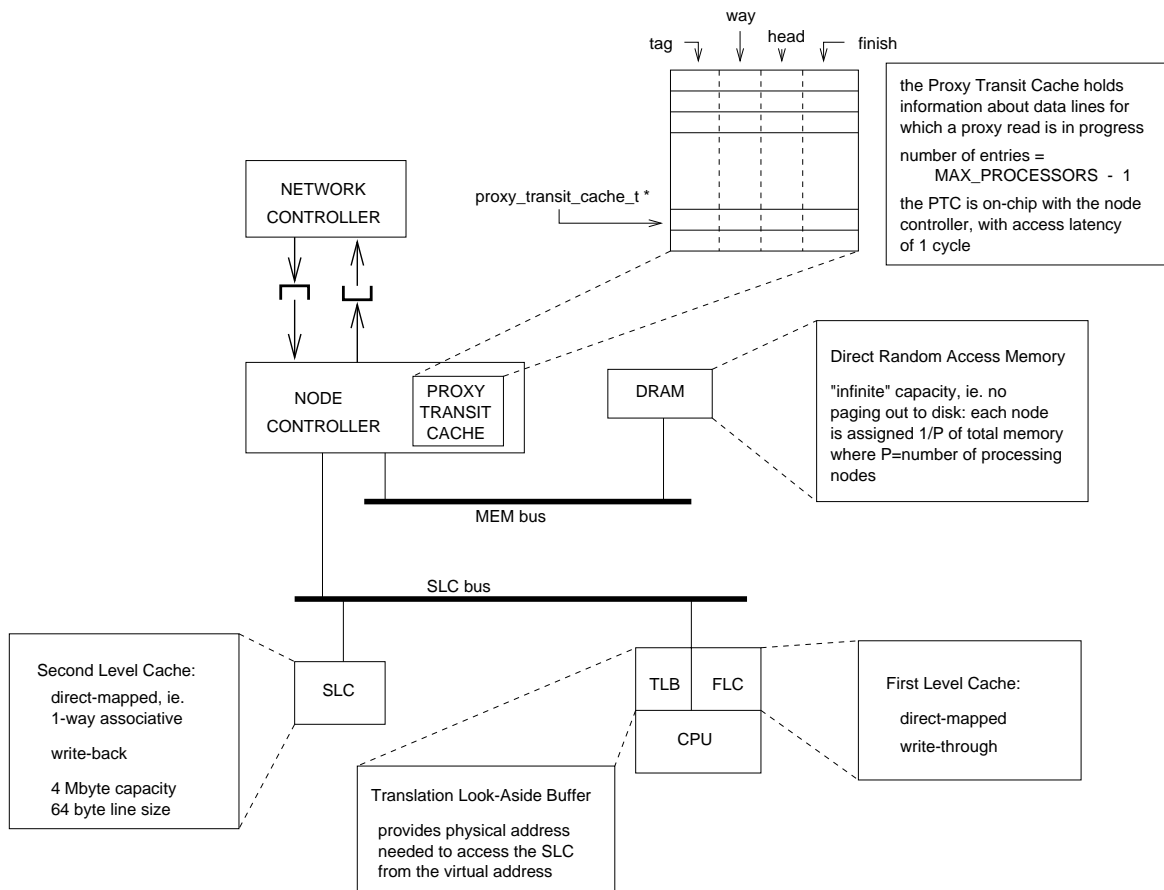 way
head
tag
finish
the Proxy Transit Cache holds
information about data lines for
which a proxy read is in progress
number of entries =
MAX_PROCESSORS - 1
the PTC is on-chip with the node
controller, with access latency
of 1 cycle
proxy_transit_cache_t *
NETWORK
CONTROLLER
NODE
CONTROLLER
PROXY
TRANSIT
CACHE
DRAM
Direct Random Access Memory
"infinite" capacity, ie. no
paging out to disk: each node
is assigned 1/P of total memory
where P=number of processing
nodes
MEM bus
SLC bus
Second Level Cache:
direct-mapped, ie.
1-way associative
write-back
4 Mbyte capacity
64 byte line size
SLC
TLB
FLC
CPU
First Level Cache:
direct-mapped
write-through
Translation Look-Aside Buffer
provides physical address
needed to access the SLC
from the virtual address